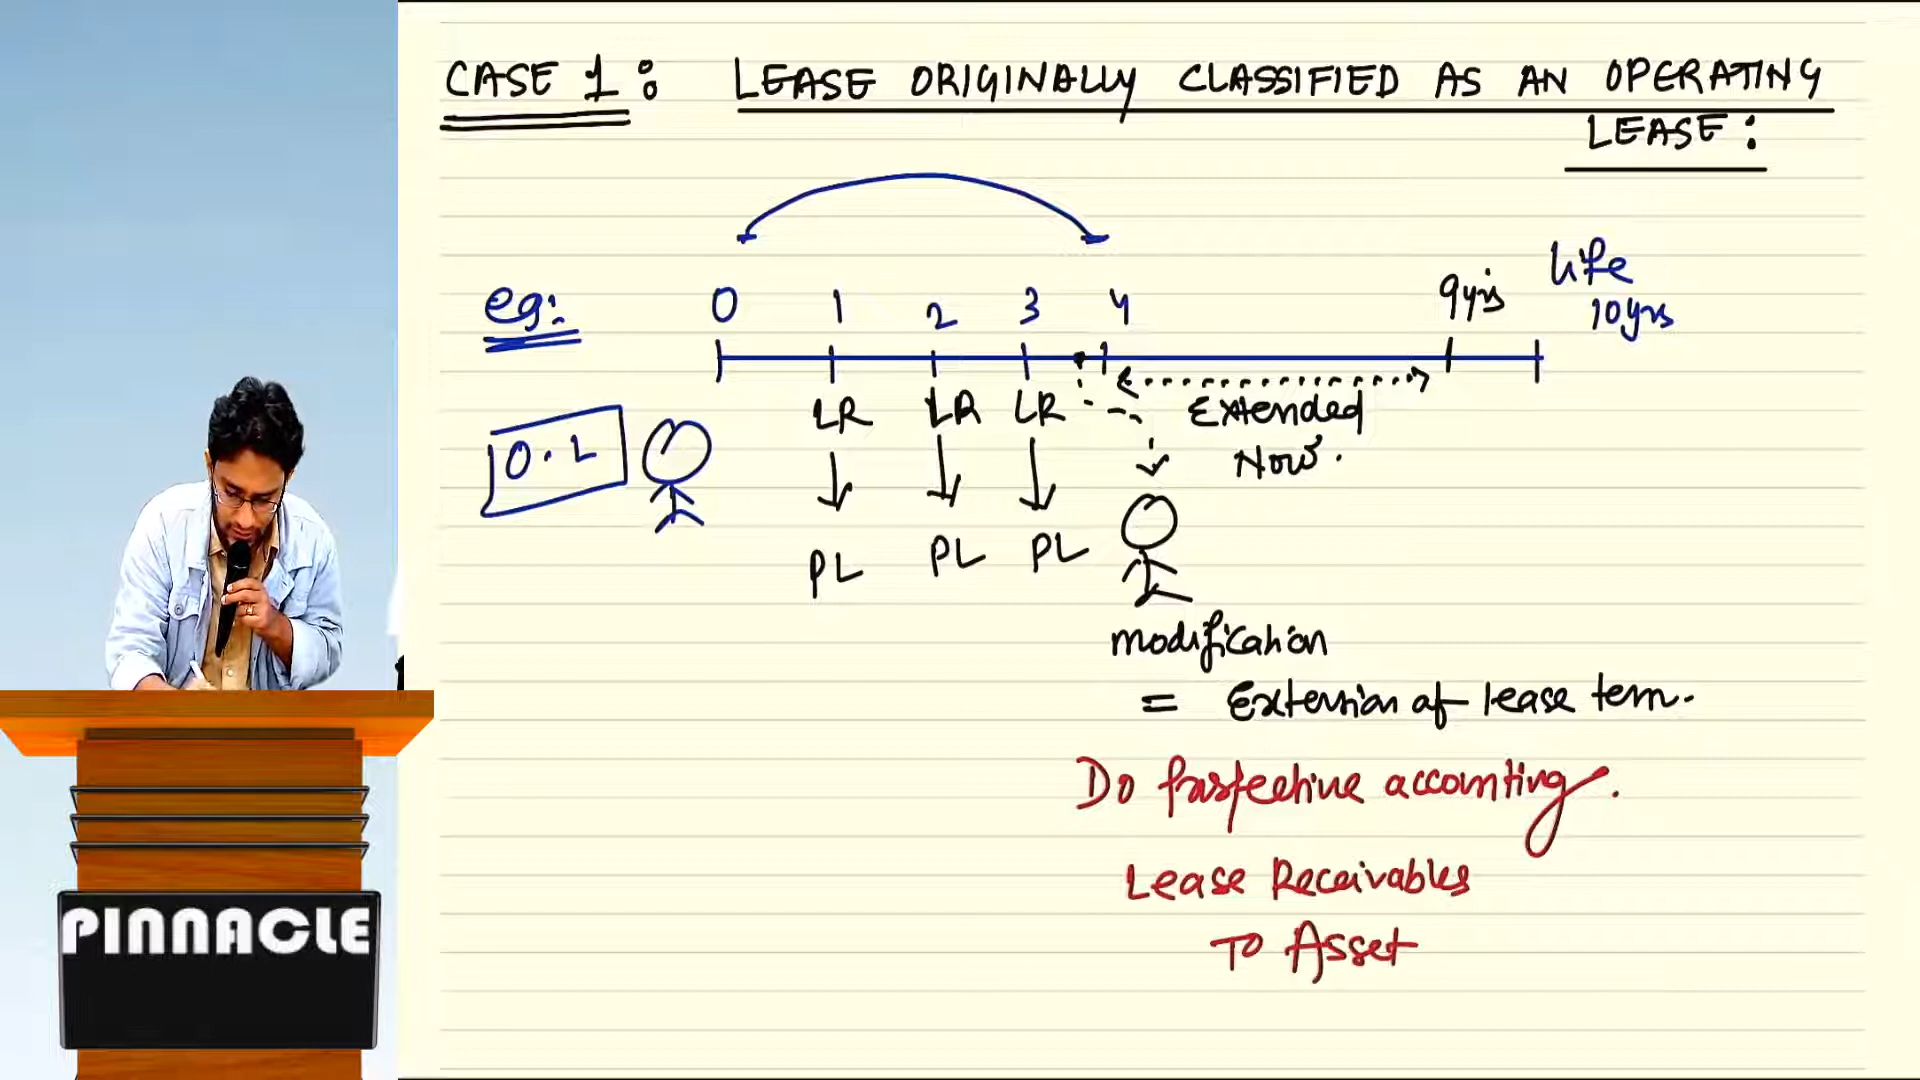 CASE 1 : LEASE ORIGINALLY CLASSIFIED AS AN OPERATING
LEASE :
eg:
0 1 2 3 4 9yrs life
10yrs
LR LR LR Extended
Now.
O.L
PL PL PL
modification
= Extension of lease term.
Do Prospective accounting.
Lease Receivables
To Asset
PINNACLE